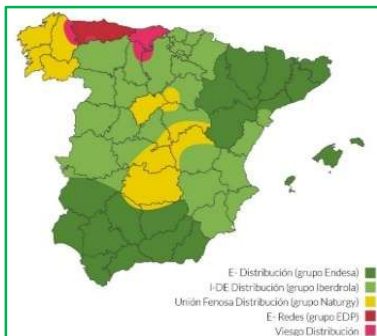 E- Distribución (grupo Endesa)
I-DE Distribución (grupo Iberdrola)
Unión Fenosa Distribución (grupo Naturgy)
E- Redes (grupo EDP)
Viesgo Distribución